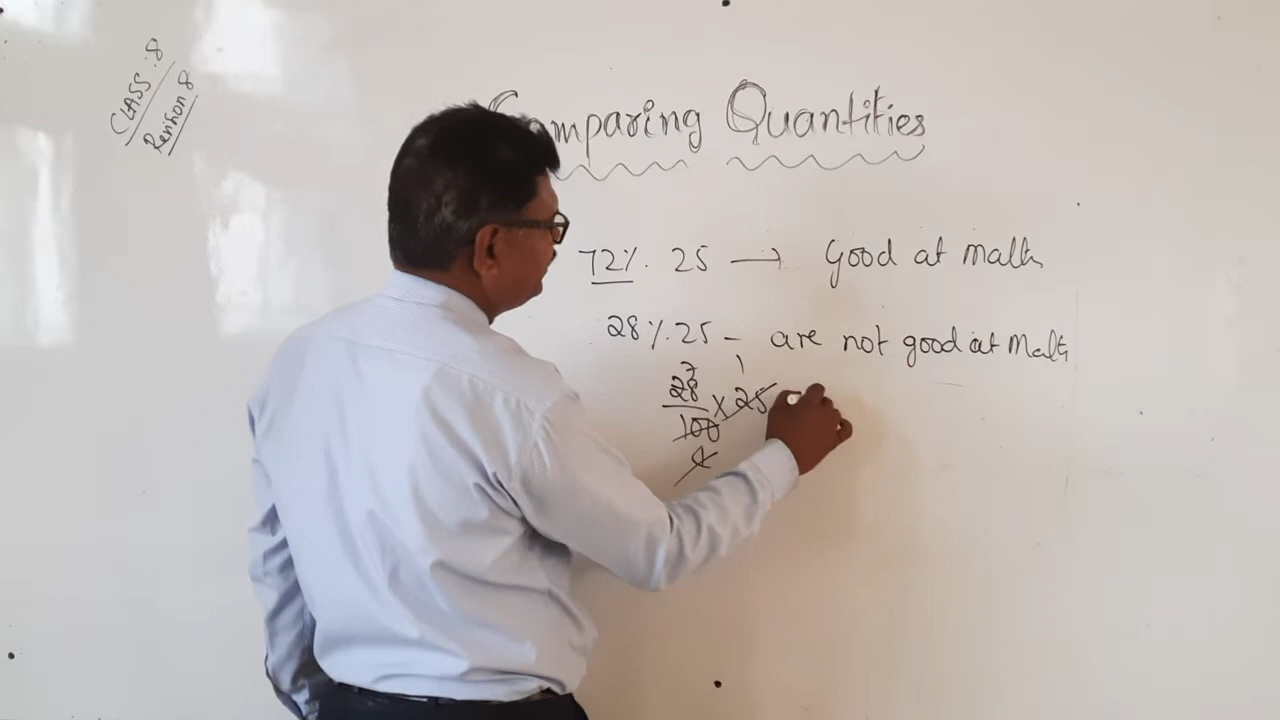 CLASS : 8
Revision 8
Comparing Quantities
72% 25 → Good at math
28% 25 - are not good at Math
7 1
28/100 × 25
4